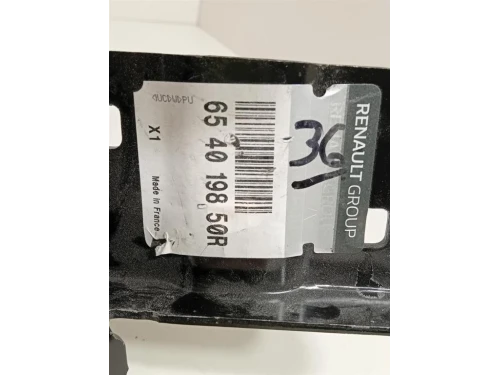 RENAULT GROUP
36
65 40 198 50R
X1
Made in France